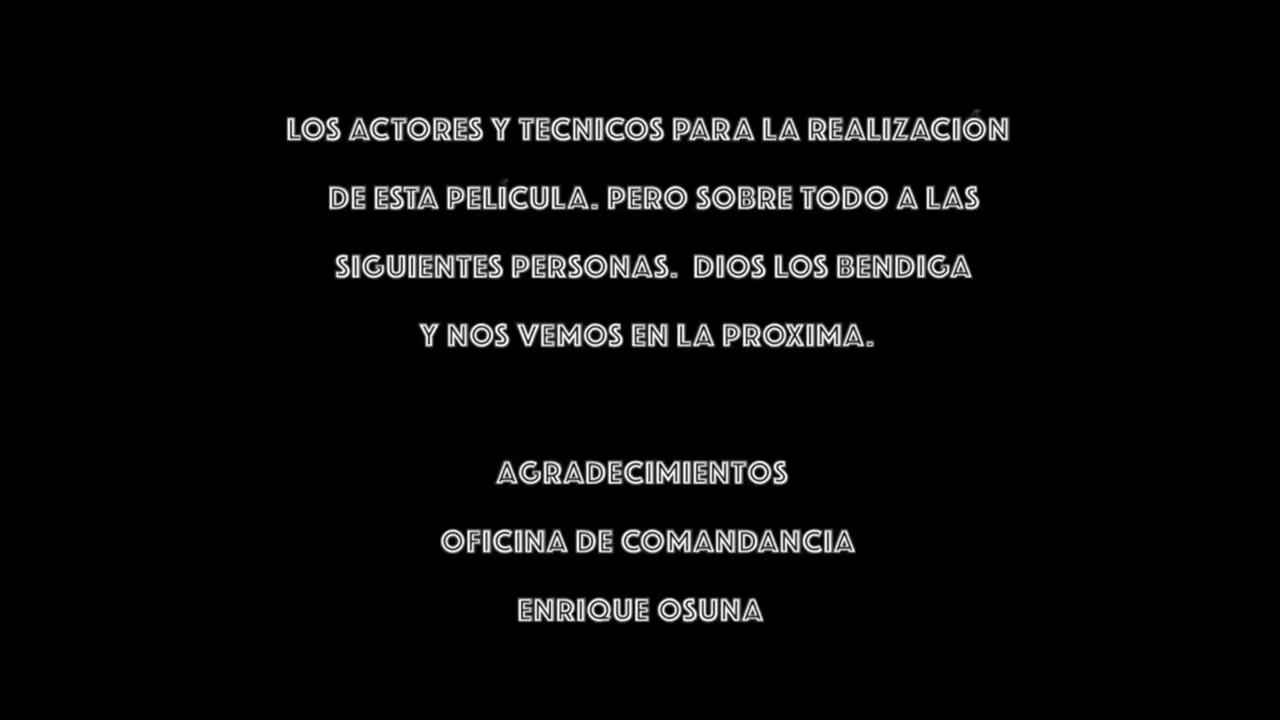 LOS ACTORES Y TECNICOS PARA LA REALIZACIÓN
DE ESTA PELÍCULA. PERO SOBRE TODO A LAS
SIGUIENTES PERSONAS. DIOS LOS BENDIGA
Y NOS VEMOS EN LA PROXIMA.
AGRADECIMIENTOS
OFICINA DE COMANDANCIA
ENRIQUE OSUNA